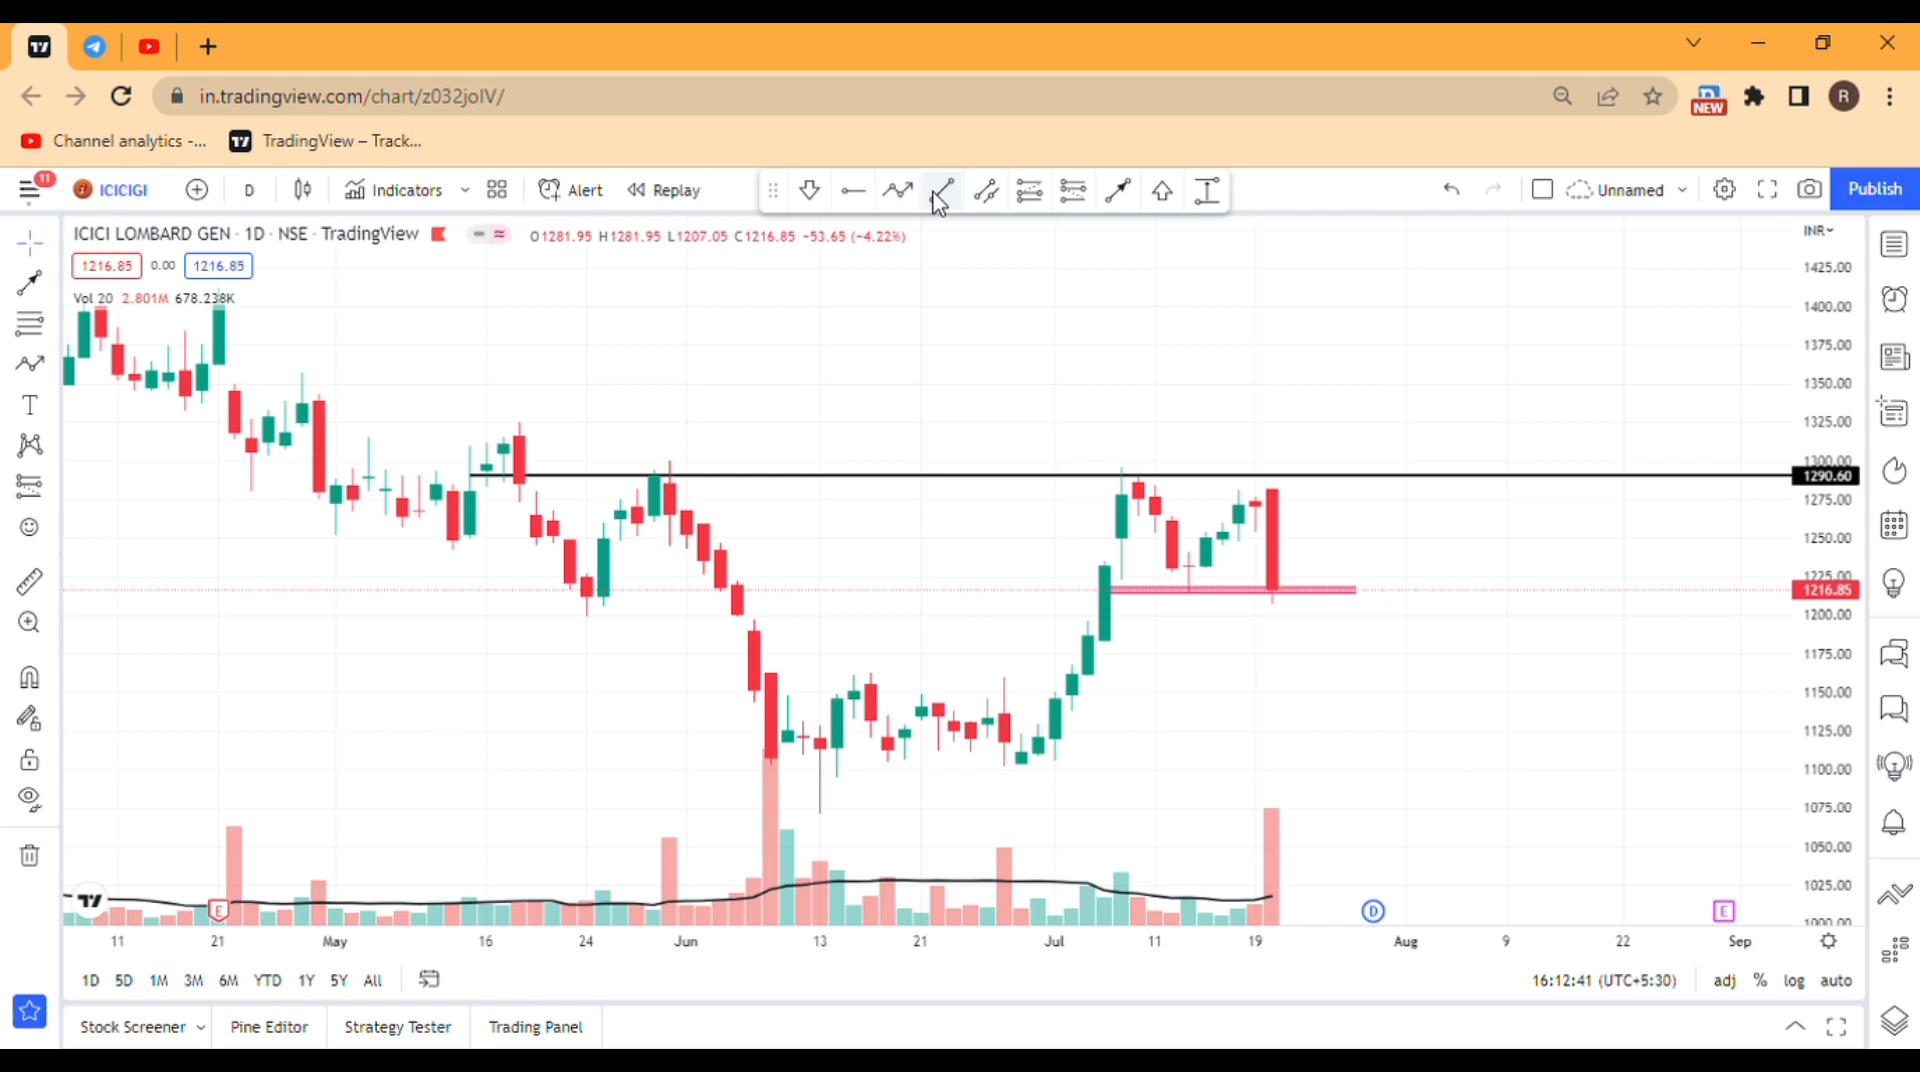 in.tradingview.com/chart/z032jolV/
NEW
R
Channel analytics -...
TradingView – Track...
11
ICICIGI
D
Indicators
Alert
Replay
Unnamed
Publish
ICICI LOMBARD GEN · 1D · NSE · TradingView
O1281.95 H1281.95 L1207.05 C1216.85 -53.65 (-4.22%)
INR
1216.85
0.00
1216.85
Vol 20 2.801M 678.238K
1425.00
1400.00
1375.00
1350.00
1325.00
1300.00
1290.60
1275.00
1250.00
1225.00
1216.85
1200.00
1175.00
1150.00
1125.00
1100.00
1075.00
1050.00
1025.00
1000.00
E
D
E
11
21
May
16
24
Jun
13
21
Jul
11
19
Aug
9
22
Sep
1D 5D 1M 3M 6M YTD 1Y 5Y All
16:12:41 (UTC+5:30)
adj % log auto
Stock Screener
Pine Editor
Strategy Tester
Trading Panel